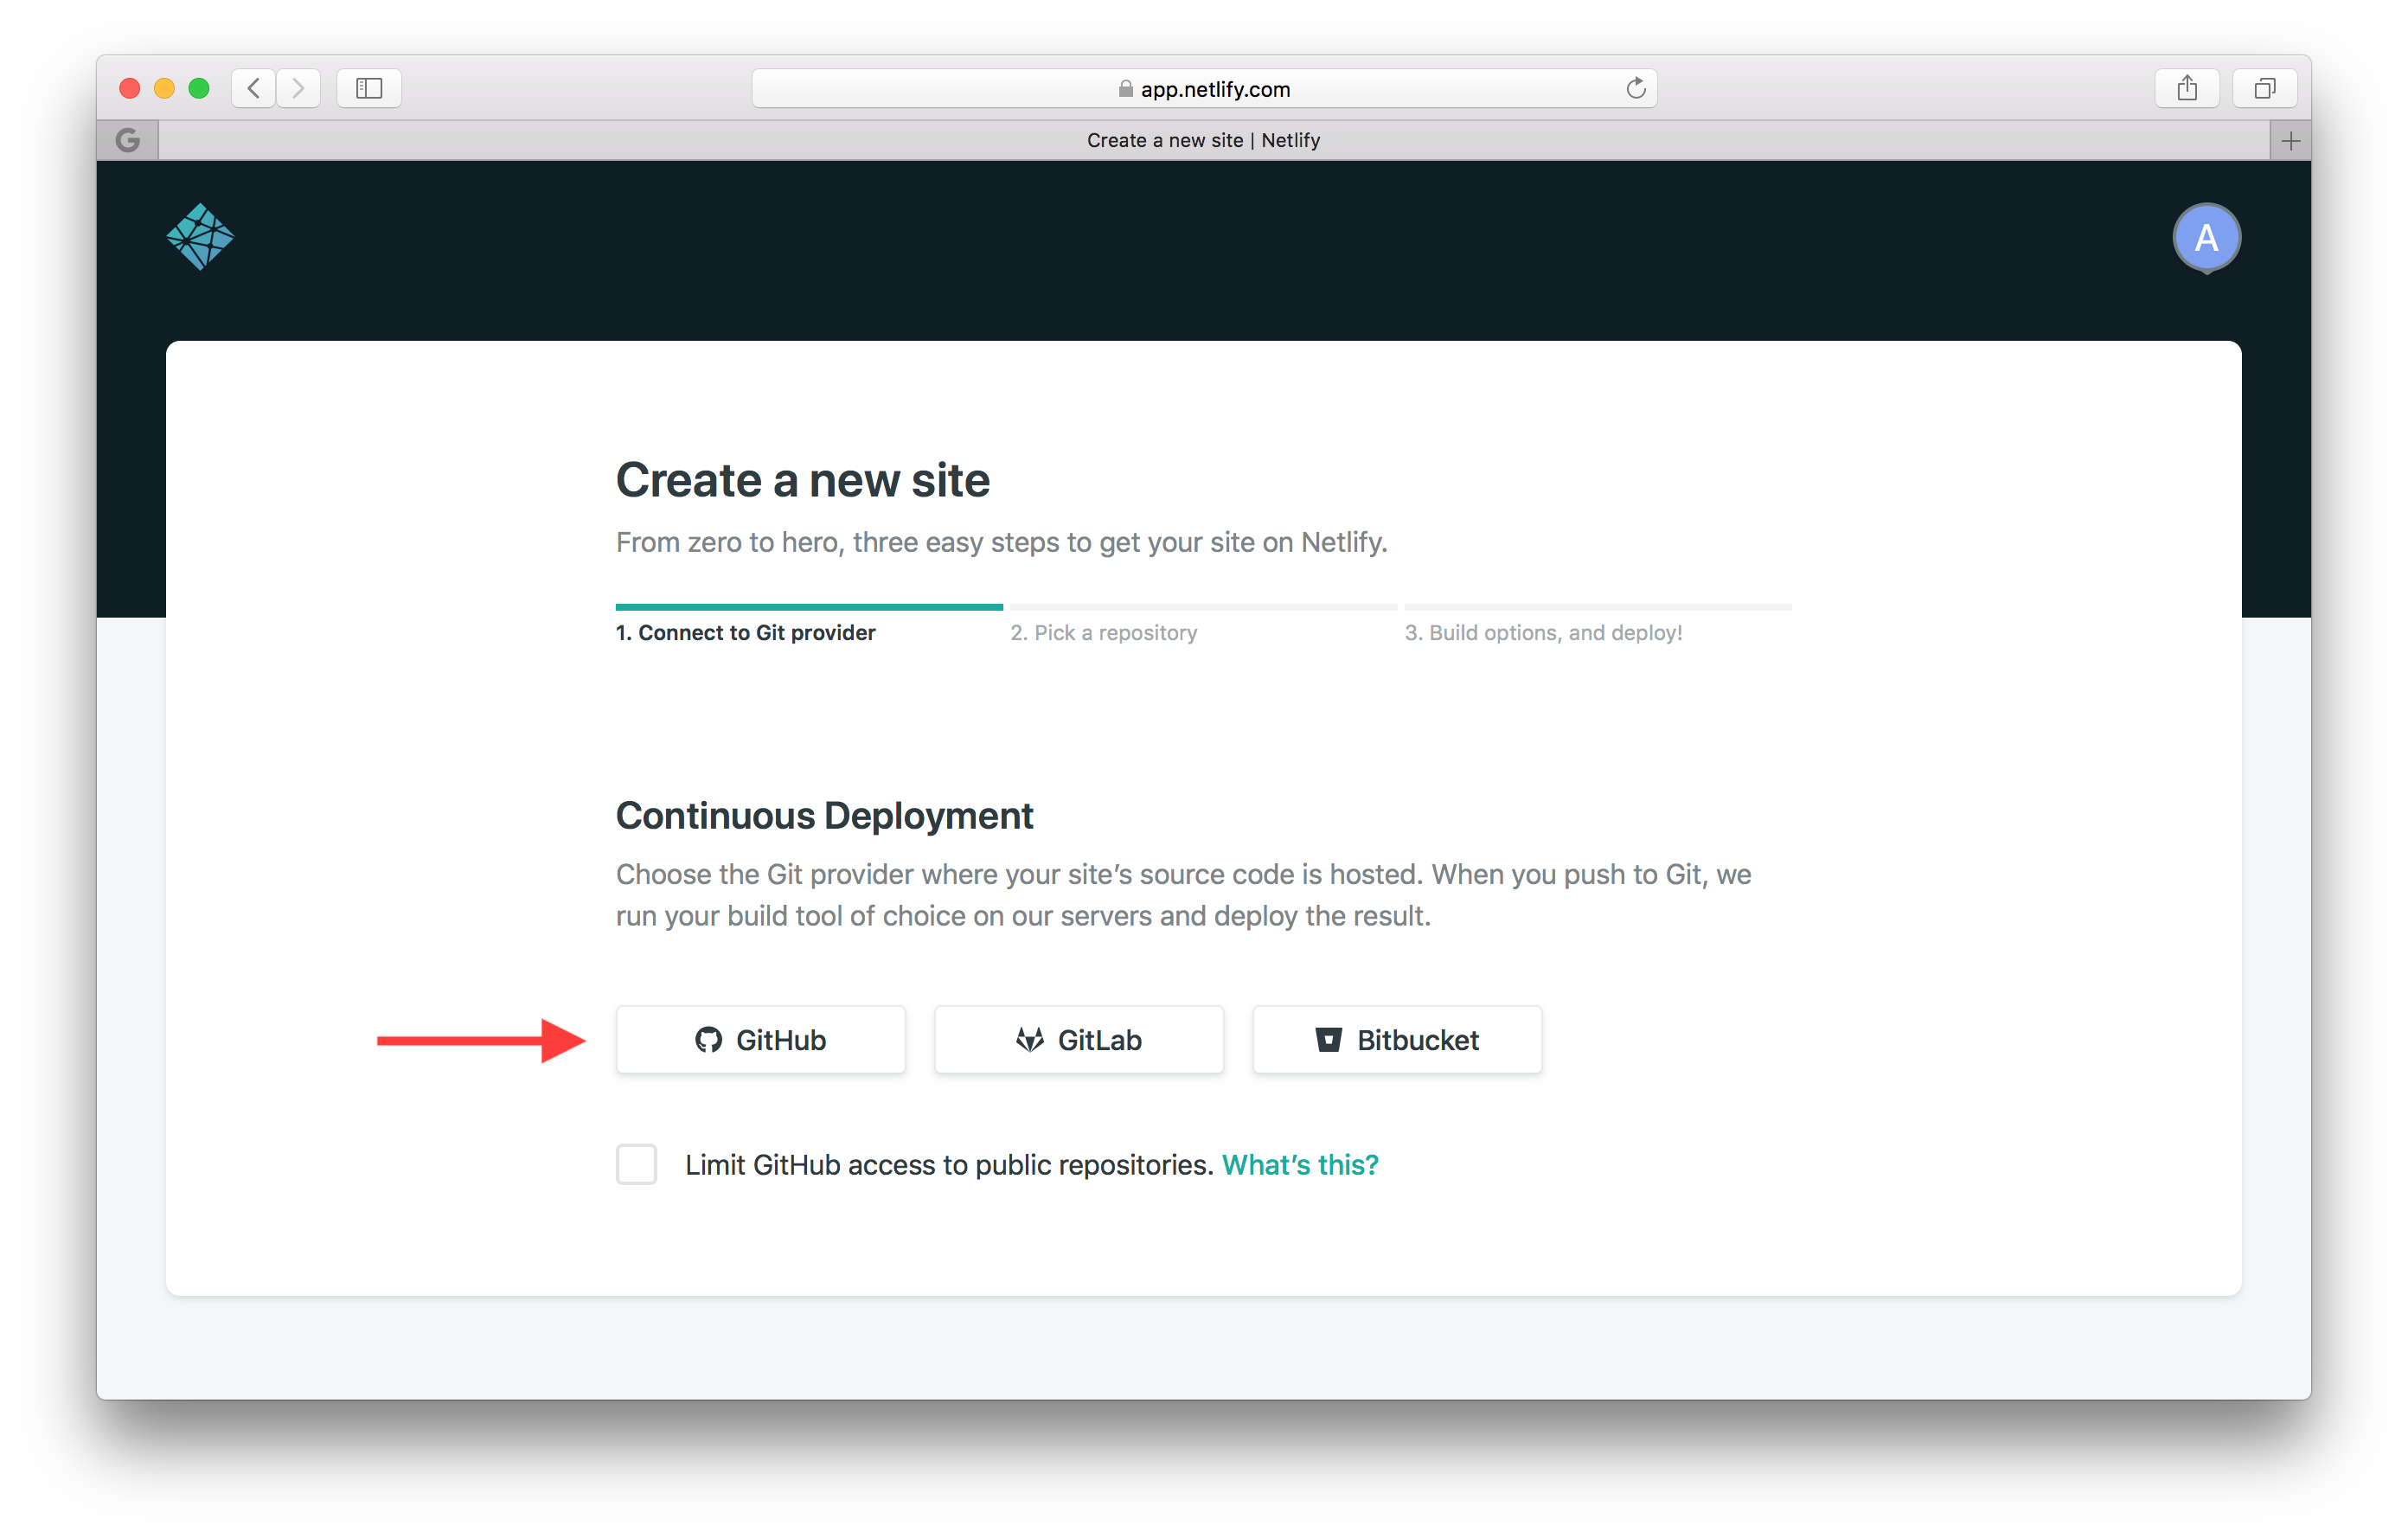 app.netlify.com
G
Create a new site | Netlify
A
Create a new site
From zero to hero, three easy steps to get your site on Netlify.
1. Connect to Git provider
2. Pick a repository
3. Build options, and deploy!
Continuous Deployment
Choose the Git provider where your site’s source code is hosted. When you push to Git, we
run your build tool of choice on our servers and deploy the result.
GitHub
GitLab
Bitbucket
Limit GitHub access to public repositories. What’s this?